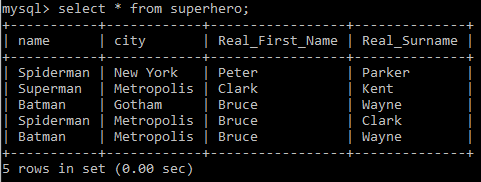 mysql> select * from superhero;
+-----------+------------+-----------------+--------------+
| name      | city       | Real_First_Name | Real_Surname |
+-----------+------------+-----------------+--------------+
| Spiderman | New York   | Peter           | Parker       |
| Superman  | Metropolis | Clark           | Kent         |
| Batman    | Gotham     | Bruce           | Wayne        |
| Spiderman | Metropolis | Bruce           | Clark        |
| Batman    | Metropolis | Bruce           | Wayne        |
+-----------+------------+-----------------+--------------+
5 rows in set (0.00 sec)